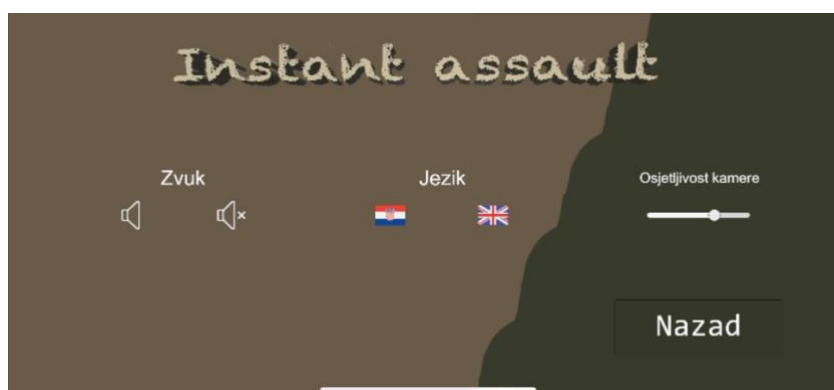 Instant assault
Zvuk
Jezik
Osjetljivost kamere
Nazad